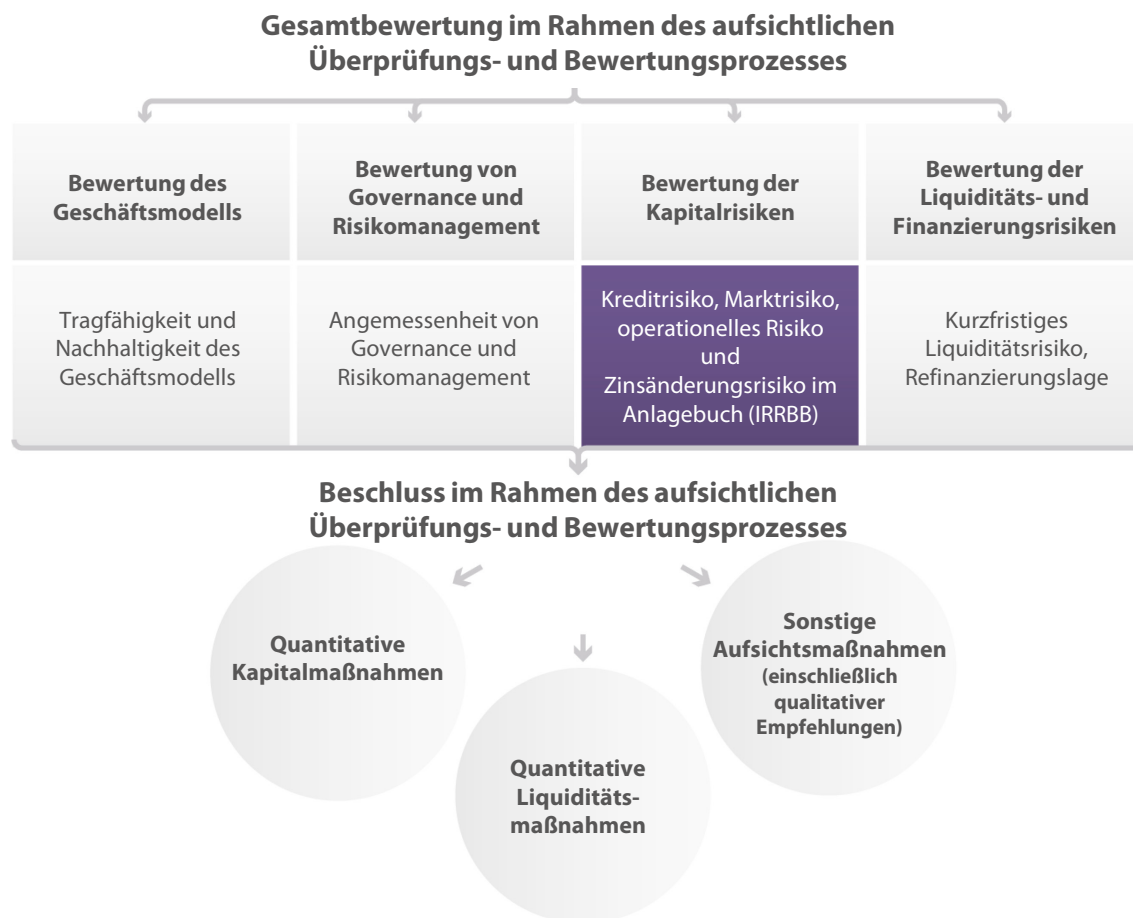 Gesamtbewertung im Rahmen des aufsichtlichen
Überprüfungs- und Bewertungsprozesses
Bewertung des
Geschäftsmodells
Bewertung von
Governance und
Risikomanagement
Bewertung der
Kapitalrisiken
Bewertung der
Liquiditäts- und
Finanzierungsrisiken
Tragfähigkeit und
Nachhaltigkeit des
Geschäftsmodells
Angemessenheit von
Governance und
Risikomanagement
Kreditrisiko, Marktrisiko,
operationelles Risiko
und
Zinsänderungsrisiko im
Anlagebuch (IRRBB)
Kurzfristiges
Liquiditätsrisiko,
Refinanzierungslage
Beschluss im Rahmen des aufsichtlichen
Überprüfungs- und Bewertungsprozesses
Quantitative
Kapitalmaßnahmen
Quantitative
Liquiditäts-
maßnahmen
Sonstige
Aufsichtsmaßnahmen
(einschließlich
qualitativer
Empfehlungen)